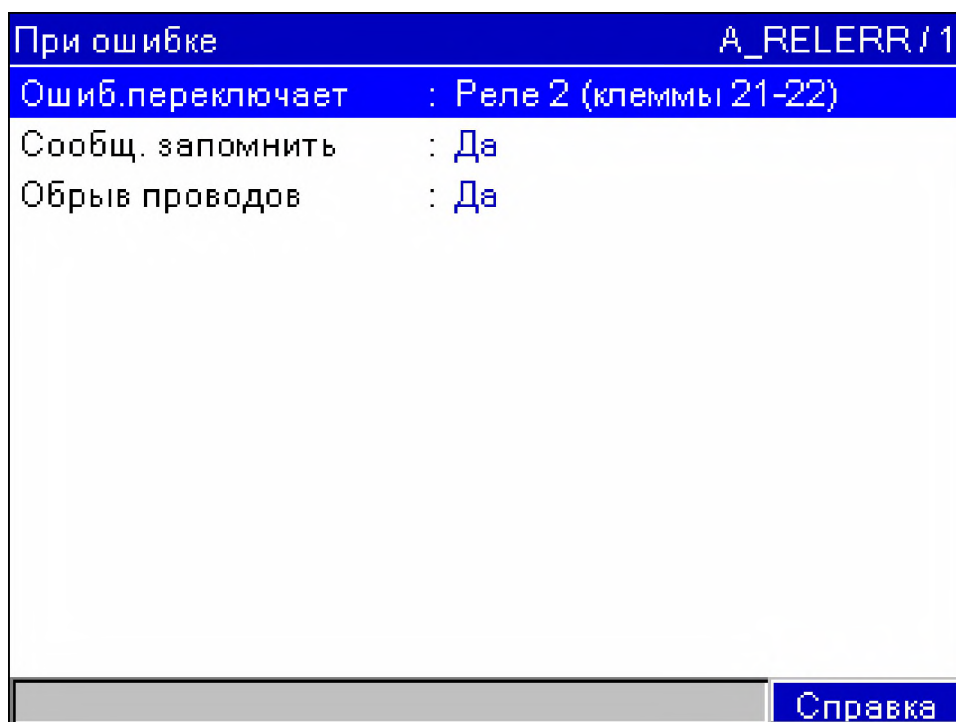 При ошибке A_RELERR / 1
Ошиб.переключает : Реле 2 (клеммы 21-22)
Сообщ. запомнить : Да
Обрыв проводов : Да
Справка